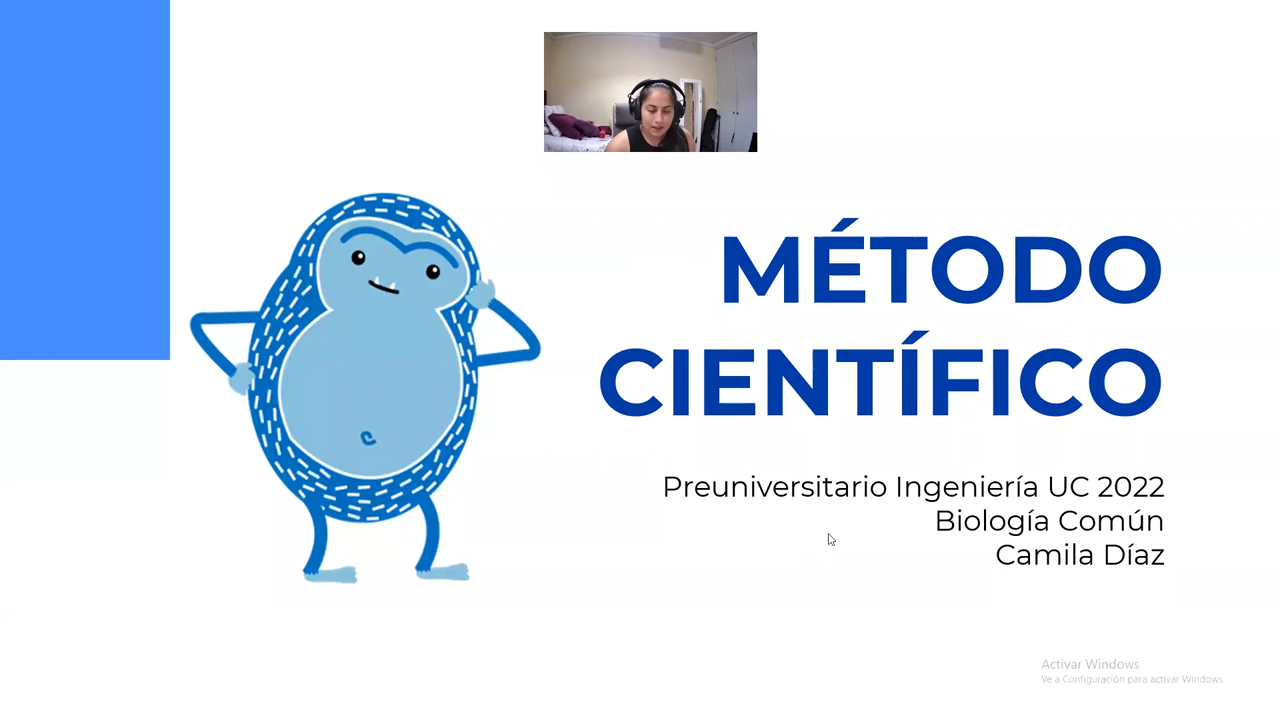 MÉTODO
CIENTÍFICO
Preuniversitario Ingeniería UC 2022
Biología Común
Camila Díaz
Activar Windows
Ve a Configuración para activar Windows.